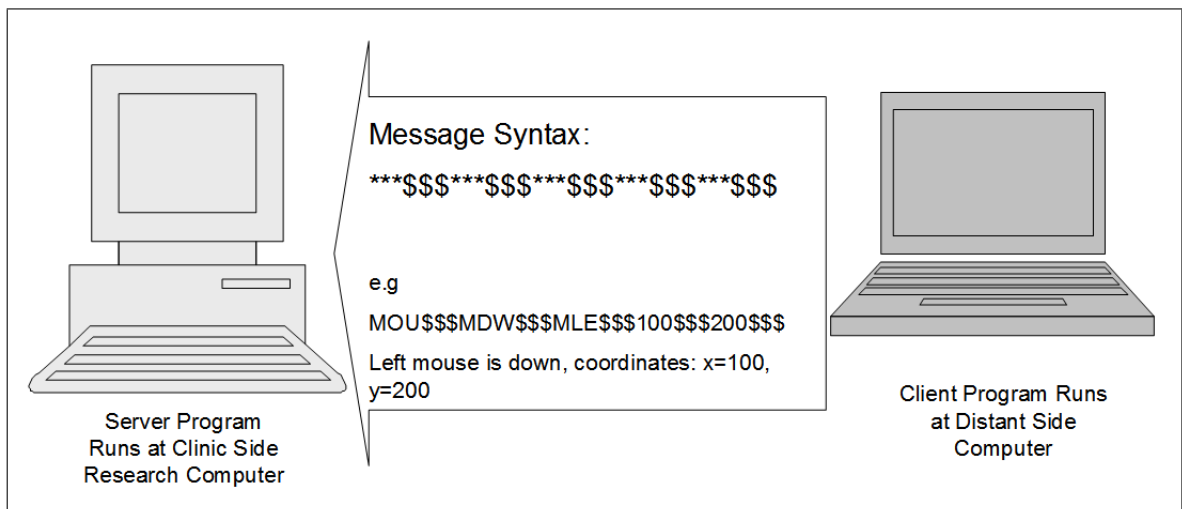 Message Syntax:
***$$$***$$$***$$$***$$$***$$$
e.g
MOU$$$MDW$$$MLE$$$100$$$200$$$
Left mouse is down, coordinates: x=100,
y=200
Server Program
Runs at Clinic Side
Research Computer
Client Program Runs
at Distant Side
Computer